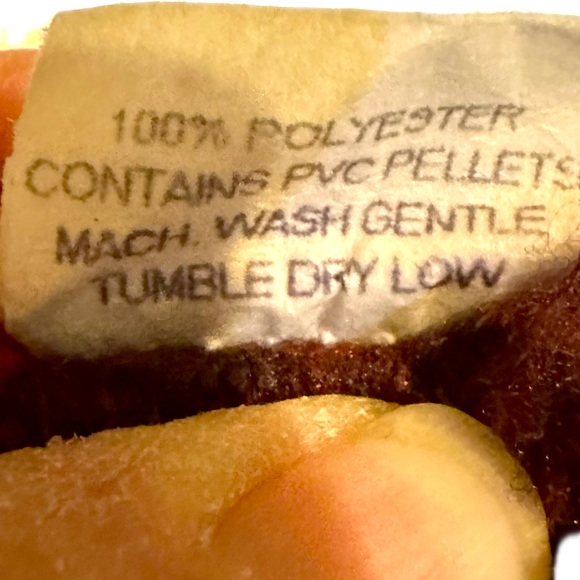 100% POLYESTER
CONTAINS PVC PELLETS
MACH. WASH GENTLE
TUMBLE DRY LOW